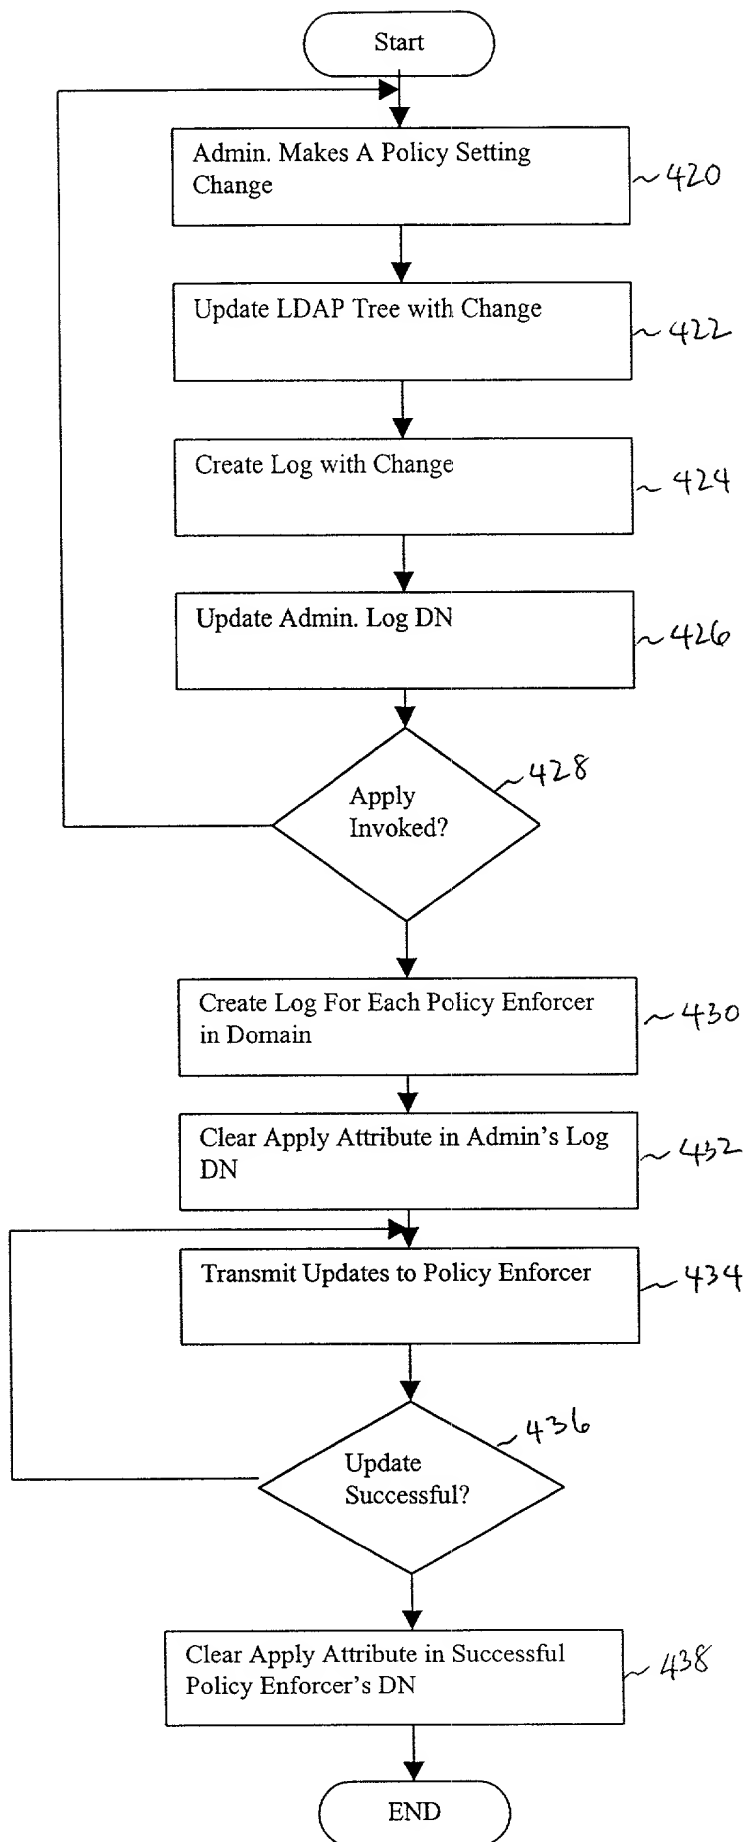 Start
Admin. Makes A Policy Setting
Change
~420
Update LDAP Tree with Change
~422
Create Log with Change
~424
Update Admin. Log DN
~426
~428
Apply
Invoked?
Create Log For Each Policy Enforcer
in Domain
~430
Clear Apply Attribute in Admin's Log
DN
~432
Transmit Updates to Policy Enforcer
~434
~436
Update
Successful?
Clear Apply Attribute in Successful
Policy Enforcer's DN
~438
END